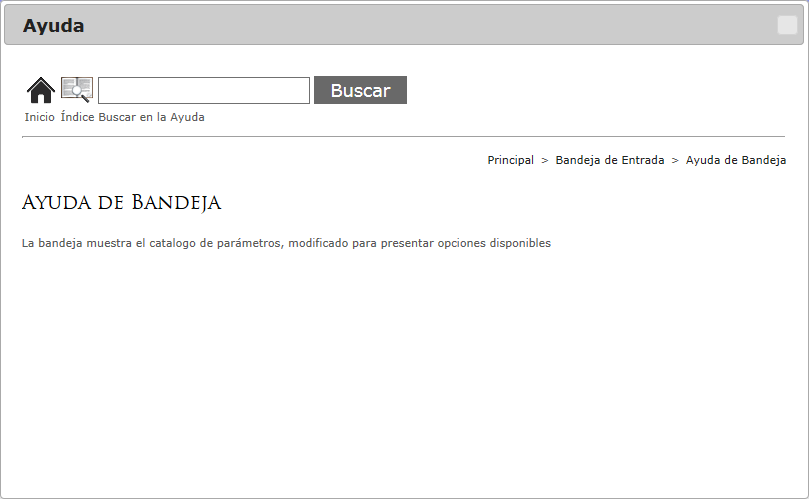 Ayuda
Buscar
Inicio Índice Buscar en la Ayuda
Principal > Bandeja de Entrada > Ayuda de Bandeja
Ayuda de Bandeja
La bandeja muestra el catalogo de parámetros, modificado para presentar opciones disponibles